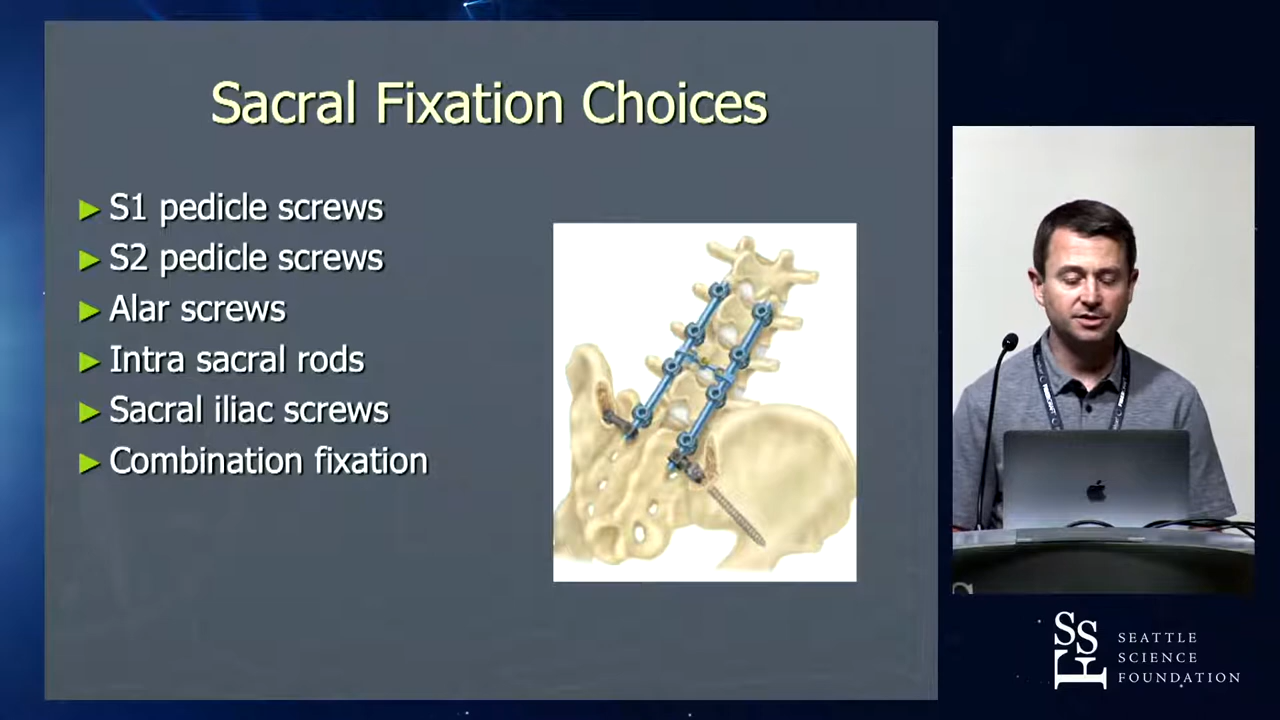 Sacral Fixation Choices
► S1 pedicle screws
► S2 pedicle screws
► Alar screws
► Intra sacral rods
► Sacral iliac screws
► Combination fixation
SSF
SEATTLE
SCIENCE
FOUNDATION